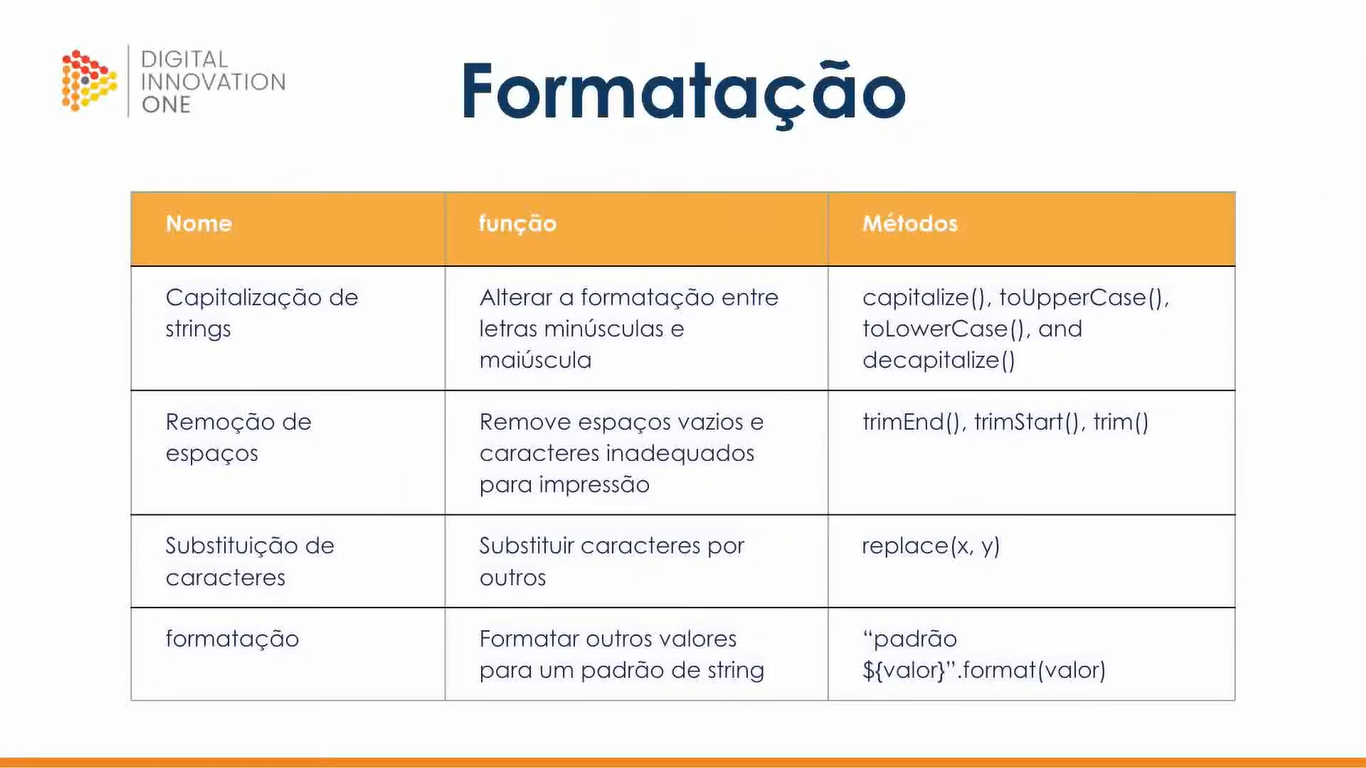 DIGITAL
INNOVATION
ONE
Formatação
Nome
função
Métodos
Capitalização de
strings
Alterar a formatação entre
letras minúsculas e
maiúscula
capitalize(), toUpperCase(),
toLowerCase(), and
decapitalize()
Remoção de
espaços
Remove espaços vazios e
caracteres inadequados
para impressão
trimEnd(), trimStart(), trim()
Substituição de
caracteres
Substituir caracteres por
outros
replace(x, y)
formatação
Formatar outros valores
para um padrão de string
“padrão
${valor}”.format(valor)